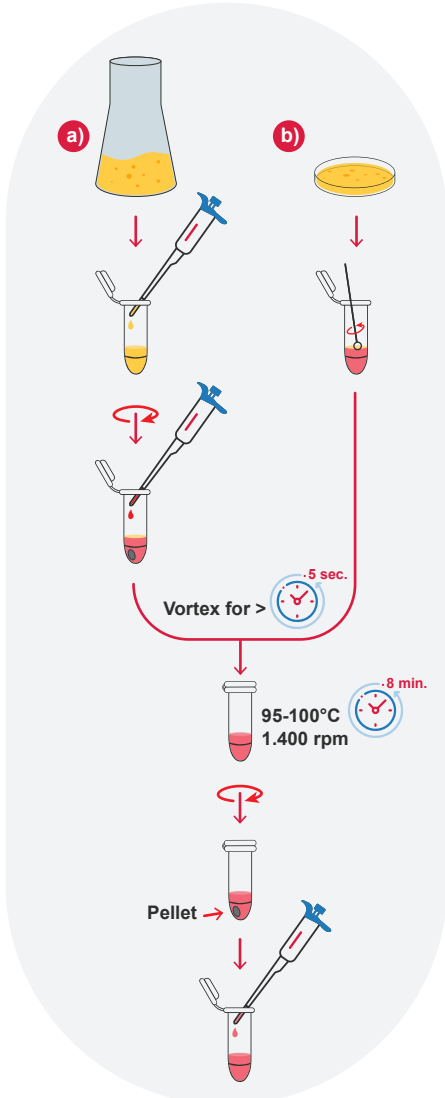 a)
b)
5 sec.
Vortex for >
8 min.
95-100°C
1.400 rpm
Pellet